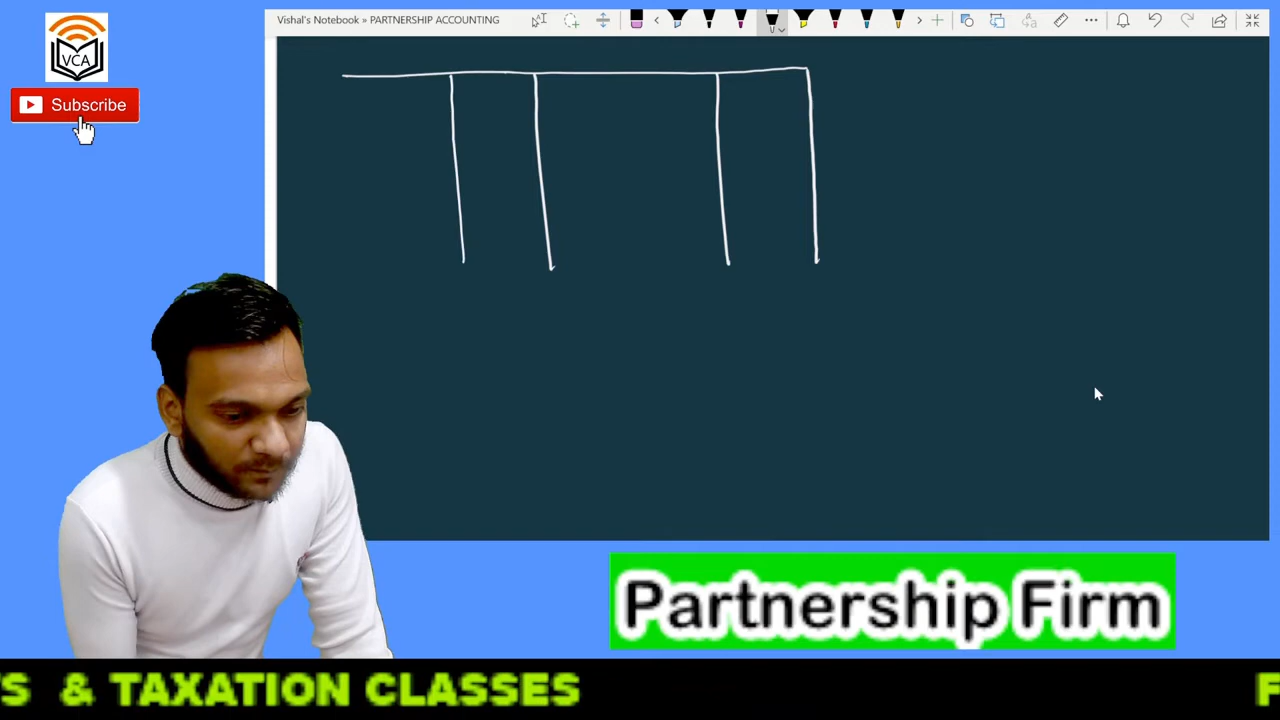 Vishal's Notebook » PARTNERSHIP ACCOUNTING
VCA
Subscribe
Partnership Firm
S & TAXATION CLASSES
F